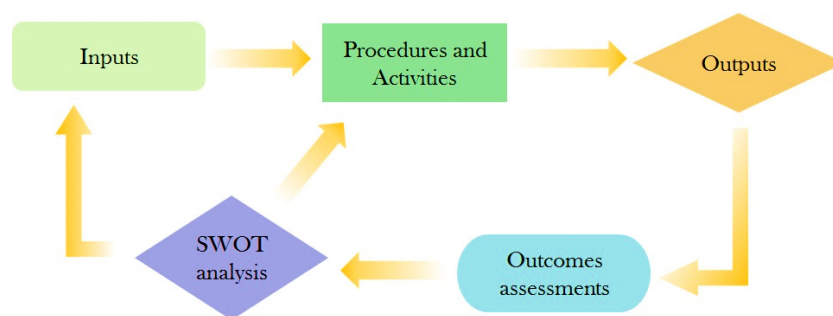 Inputs
Procedures and
Activities
Outputs
SWOT
analysis
Outcomes
assessments